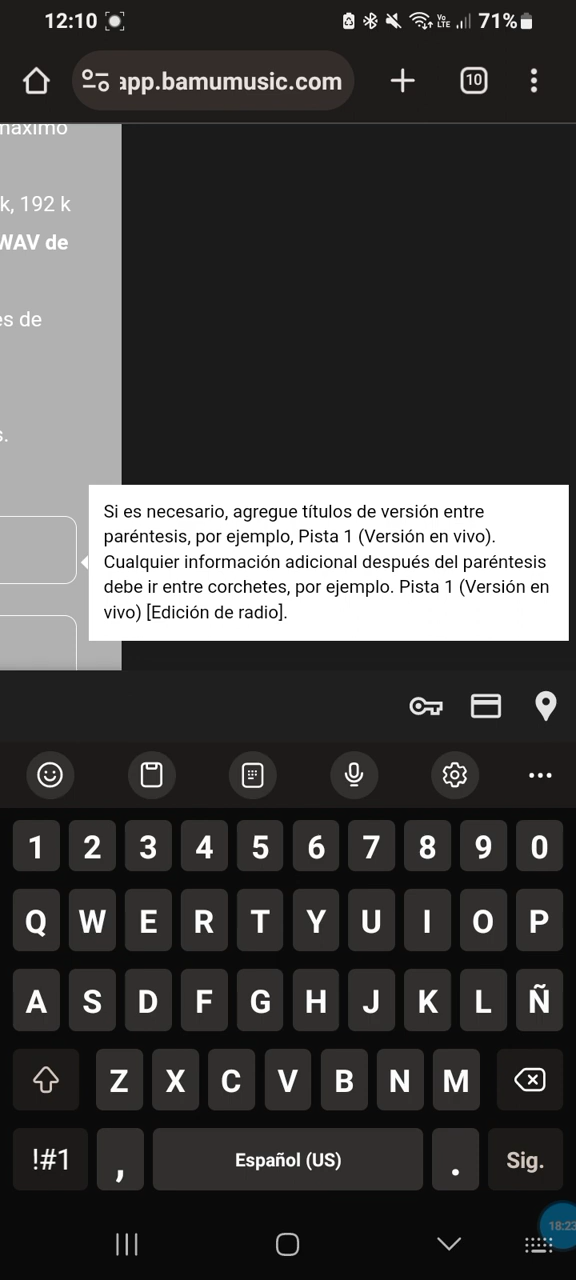 12:10
Vo LTE
71%
app.bamumusic.com
10
máximo
k, 192 k
WAV de
es de
s.
Si es necesario, agregue títulos de versión entre
paréntesis, por ejemplo, Pista 1 (Versión en vivo).
Cualquier información adicional después del paréntesis
debe ir entre corchetes, por ejemplo. Pista 1 (Versión en
vivo) [Edición de radio].
1 2 3 4 5 6 7 8 9 0
Q W E R T Y U I O P
A S D F G H J K L Ñ
Z X C V B N M
!#1 , Español (US) . Sig.
18:23